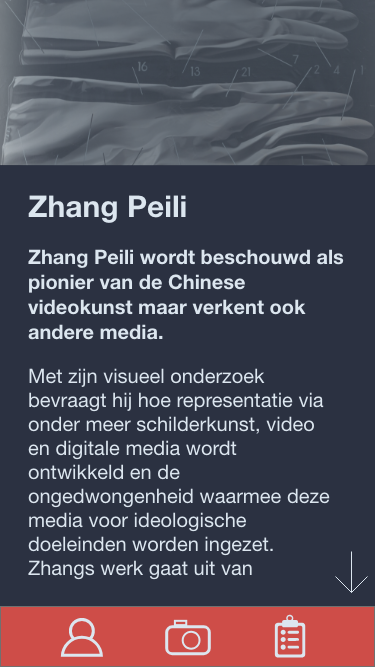 7
16
13
21
2
4
1
Zhang Peili
Zhang Peili wordt beschouwd als
pionier van de Chinese
videokunst maar verkent ook
andere media.
Met zijn visueel onderzoek
bevraagt hij hoe representatie via
onder meer schilderkunst, video
en digitale media wordt
ontwikkeld en de
ongedwongenheid waarmee deze
media voor ideologische
doeleinden worden ingezet.
Zhangs werk gaat uit van